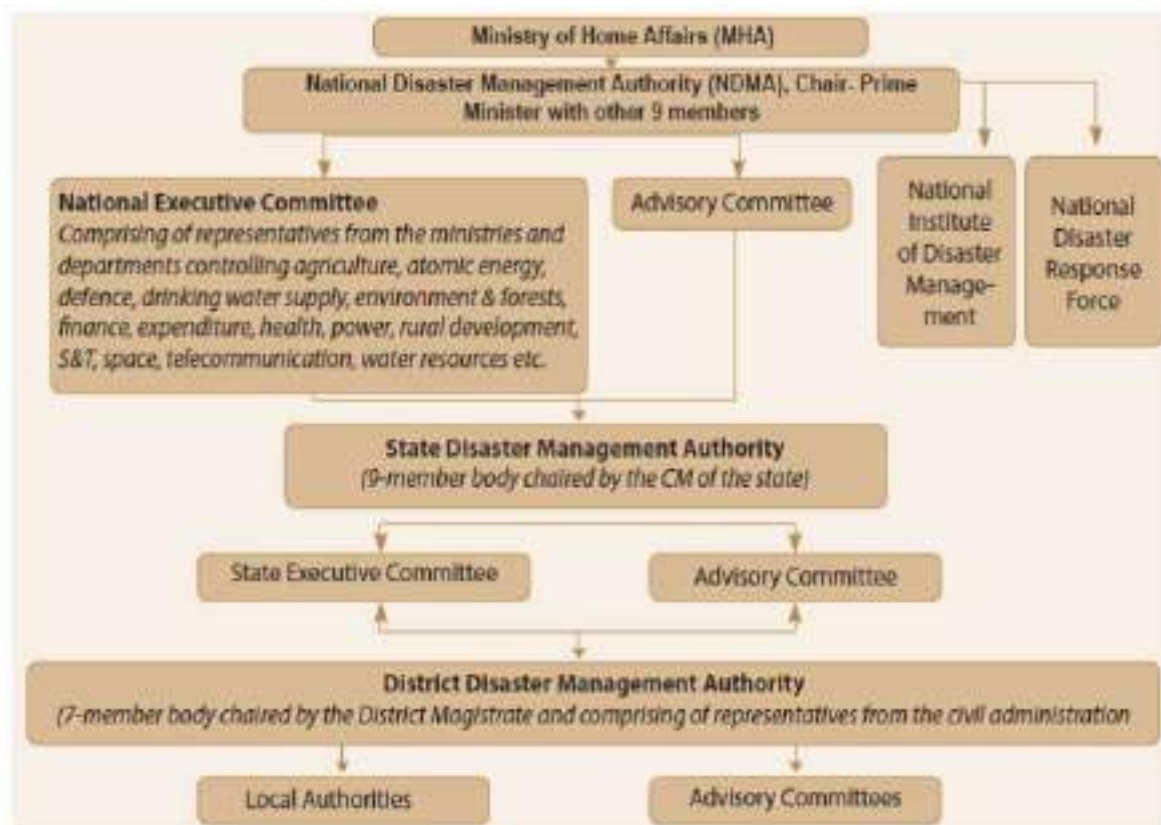 Ministry of Home Affairs (MHA)
National Disaster Management Authority (NDMA), Chair- Prime
Minister with other 9 members
National Executive Committee
Comprising of representatives from the ministries and
departments controlling agriculture, atomic energy,
defence, drinking water supply, environment & forests,
finance, expenditure, health, power, rural development,
S&T, space, telecommunication, water resources etc.
Advisory Committee
National
Institute
of Disaster
Manage-
ment
National
Disaster
Response
Force
State Disaster Management Authority
(9-member body chaired by the CM of the state)
State Executive Committee
Advisory Committee
District Disaster Management Authority
(7-member body chaired by the District Magistrate and comprising of representatives from the civil administration
Local Authorities
Advisory Committees